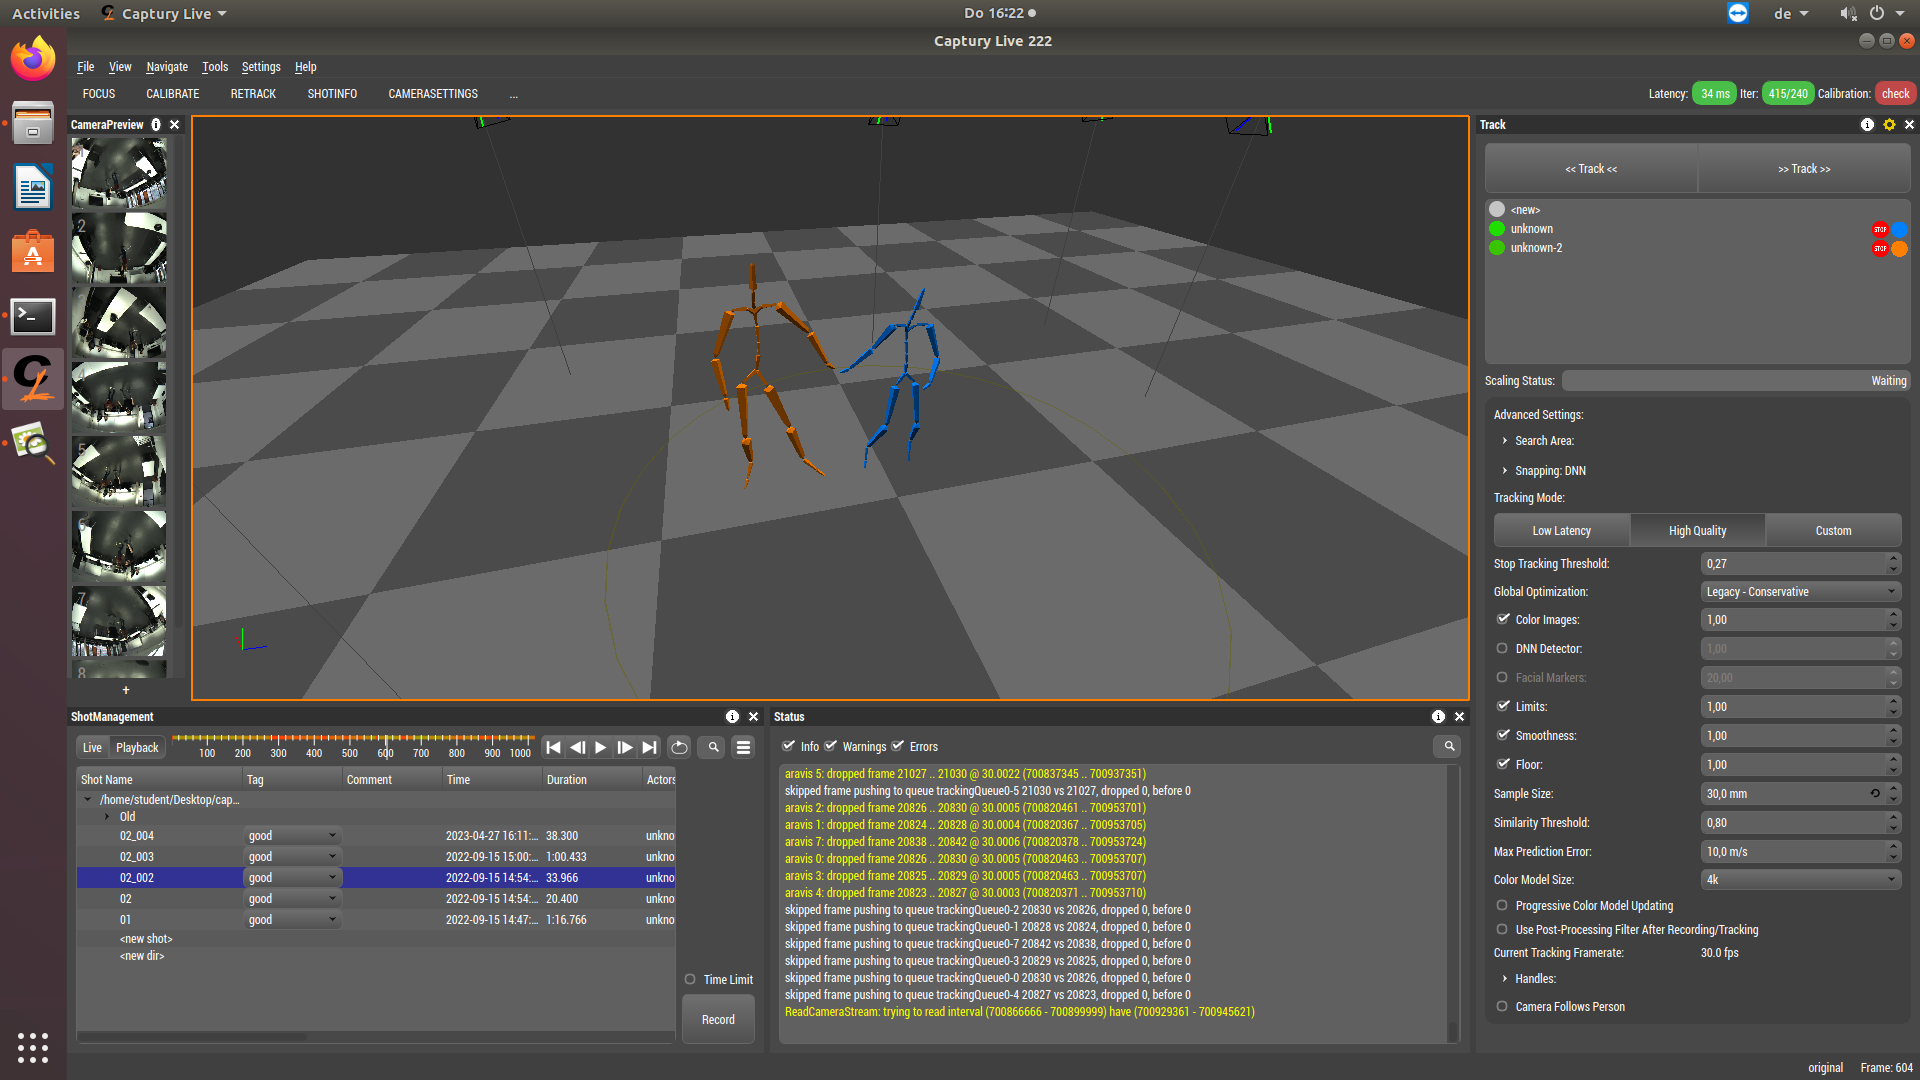 Activities Captury Live Do 16:22 de
Captury Live 222
File View Navigate Tools Settings Help
FOCUS CALIBRATE RETRACK SHOTINFO CAMERASETTINGS ... Latency: 34 ms Iter: 415/240 Calibration: check
CameraPreview
2
5
7
8
+
Track
<< Track << >> Track >>
<new>
unknown STOP
unknown-2 STOP
Scaling Status: Waiting
Advanced Settings:
Search Area:
Snapping: DNN
Tracking Mode:
Low Latency High Quality Custom
Stop Tracking Threshold: 0,27
Global Optimization: Legacy - Conservative
Color Images: 1,00
DNN Detector: 1,00
Facial Markers: 20,00
Limits: 1,00
Smoothness: 1,00
Floor: 1,00
Sample Size: 30,0 mm
Similarity Threshold: 0,80
Max Prediction Error: 10,0 m/s
Color Model Size: 4k
Progressive Color Model Updating
Use Post-Processing Filter After Recording/Tracking
Current Tracking Framerate: 30.0 fps
Handles:
Camera Follows Person
ShotManagement
Live Playback 100 200 300 400 500 600 700 800 900 1000
Shot Name Tag Comment Time Duration Actors
/home/student/Desktop/cap...
Old
02_004 good 2023-04-27 16:11:... 38.300 unkno
02_003 good 2022-09-15 15:00:... 1:00.433 unkno
02_002 good 2022-09-15 14:54:... 33.966 unkno
02 good 2022-09-15 14:54:... 20.400 unkno
01 good 2022-09-15 14:47:... 1:16.766 unkno
<new shot>
<new dir>
Time Limit
Record
Status
Info Warnings Errors
aravis 5: dropped frame 21027 .. 21030 @ 30.0022 (700837345 .. 700937351)
skipped frame pushing to queue trackingQueue0-5 21030 vs 21027, dropped 0, before 0
aravis 2: dropped frame 20826 .. 20830 @ 30.0005 (700820461 .. 700953701)
aravis 1: dropped frame 20824 .. 20828 @ 30.0004 (700820367 .. 700953705)
aravis 7: dropped frame 20838 .. 20842 @ 30.0006 (700820378 .. 700953724)
aravis 0: dropped frame 20826 .. 20830 @ 30.0005 (700820463 .. 700953707)
aravis 3: dropped frame 20825 .. 20829 @ 30.0005 (700820463 .. 700953707)
aravis 4: dropped frame 20823 .. 20827 @ 30.0003 (700820371 .. 700953710)
skipped frame pushing to queue trackingQueue0-2 20830 vs 20826, dropped 0, before 0
skipped frame pushing to queue trackingQueue0-1 20828 vs 20824, dropped 0, before 0
skipped frame pushing to queue trackingQueue0-7 20842 vs 20838, dropped 0, before 0
skipped frame pushing to queue trackingQueue0-3 20829 vs 20825, dropped 0, before 0
skipped frame pushing to queue trackingQueue0-0 20830 vs 20826, dropped 0, before 0
skipped frame pushing to queue trackingQueue0-4 20827 vs 20823, dropped 0, before 0
ReadCameraStream: trying to read interval (700866666 - 700899999) have (700929361 - 700945621)
original Frame: 604